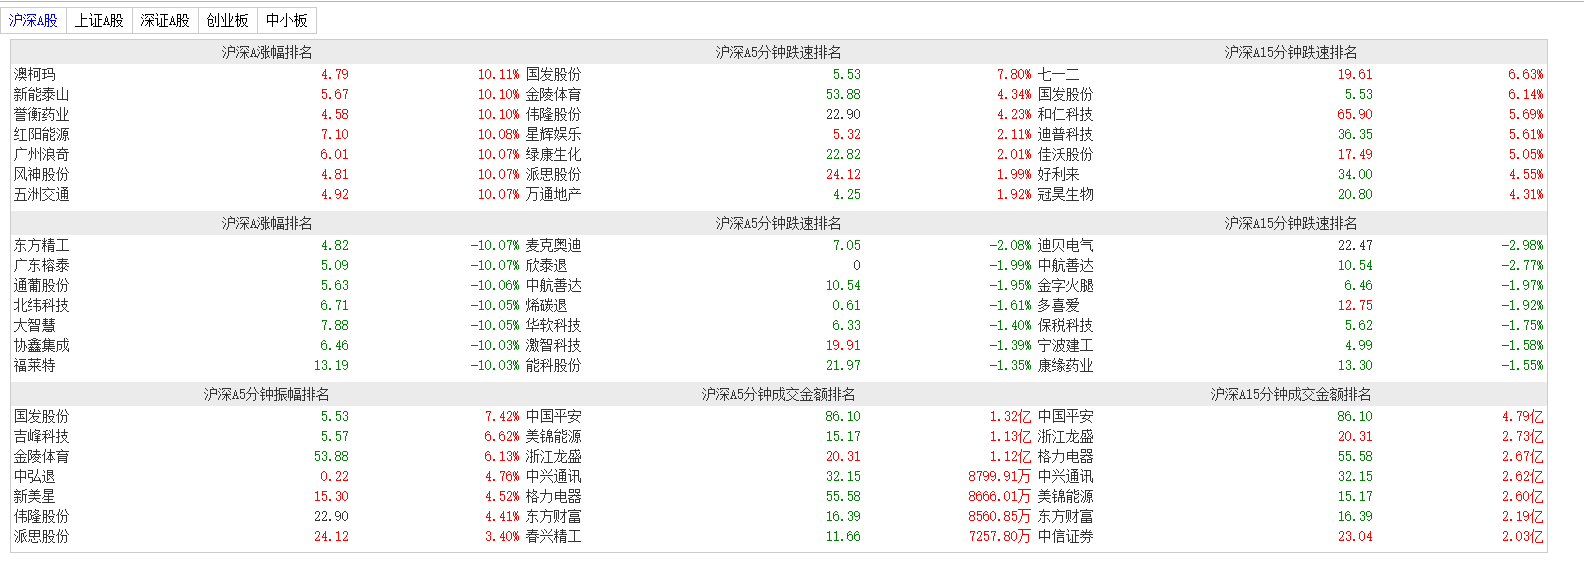 沪深A股 上证A股 深证A股 创业板 中小板
沪深A涨幅排名 沪深A5分钟跌速排名 沪深A15分钟跌速排名
澳柯玛 4.79 10.11% 国发股份 5.53 7.80% 七一二 19.61 6.63%
新能泰山 5.67 10.10% 金陵体育 53.88 4.34% 国发股份 5.53 6.14%
誉衡药业 4.58 10.10% 伟隆股份 22.90 4.23% 和仁科技 65.90 5.69%
红阳能源 7.10 10.08% 星辉娱乐 5.32 2.11% 迪普科技 36.35 5.61%
广州浪奇 6.01 10.07% 绿康生化 22.82 2.01% 佳沃股份 17.49 5.05%
风神股份 4.81 10.07% 派思股份 24.12 1.99% 好利来 34.00 4.55%
五洲交通 4.92 10.07% 万通地产 4.25 1.92% 冠昊生物 20.80 4.31%
沪深A涨幅排名 沪深A5分钟跌速排名 沪深A15分钟跌速排名
东方精工 4.82 -10.07% 麦克奥迪 7.05 -2.08% 迪贝电气 22.47 -2.98%
广东榕泰 5.09 -10.07% 欣泰退 0 -1.99% 中航善达 10.54 -2.77%
通葡股份 5.63 -10.06% 中航善达 10.54 -1.95% 金字火腿 6.46 -1.97%
北纬科技 6.71 -10.05% 烯碳退 0.61 -1.61% 多喜爱 12.75 -1.92%
大智慧 7.88 -10.05% 华软科技 6.33 -1.40% 保税科技 5.62 -1.75%
协鑫集成 6.46 -10.03% 激智科技 19.91 -1.39% 宁波建工 4.99 -1.58%
福莱特 13.19 -10.03% 能科股份 21.97 -1.35% 康缘药业 13.30 -1.55%
沪深A5分钟振幅排名 沪深A5分钟成交金额排名 沪深A15分钟成交金额排名
国发股份 5.53 7.42% 中国平安 86.10 1.32亿 中国平安 86.10 4.79亿
吉峰科技 5.57 6.62% 美锦能源 15.17 1.13亿 浙江龙盛 20.31 2.73亿
金陵体育 53.88 6.13% 浙江龙盛 20.31 1.12亿 格力电器 55.58 2.67亿
中弘退 0.22 4.76% 中兴通讯 32.15 8799.91万 中兴通讯 32.15 2.62亿
新美星 15.30 4.52% 格力电器 55.58 8666.01万 美锦能源 15.17 2.60亿
伟隆股份 22.90 4.41% 东方财富 16.39 8560.85万 东方财富 16.39 2.19亿
派思股份 24.12 3.40% 春兴精工 11.66 7257.80万 中信证券 23.04 2.03亿